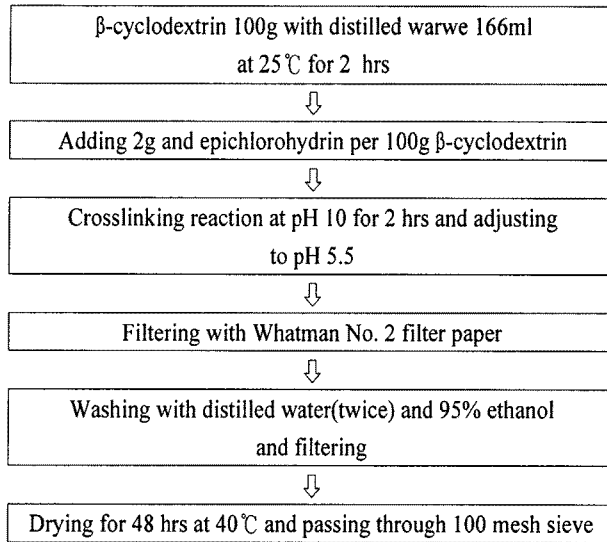 β-cyclodextrin 100g with distilled warwe 166ml
at 25℃ for 2 hrs
⇩
Adding 2g and epichlorohydrin per 100g β-cyclodextrin
⇩
Crosslinking reaction at pH 10 for 2 hrs and adjusting
to pH 5.5
⇩
Filtering with Whatman No. 2 filter paper
⇩
Washing with distilled water(twice) and 95% ethanol
and filtering
⇩
Drying for 48 hrs at 40℃ and passing through 100 mesh sieve